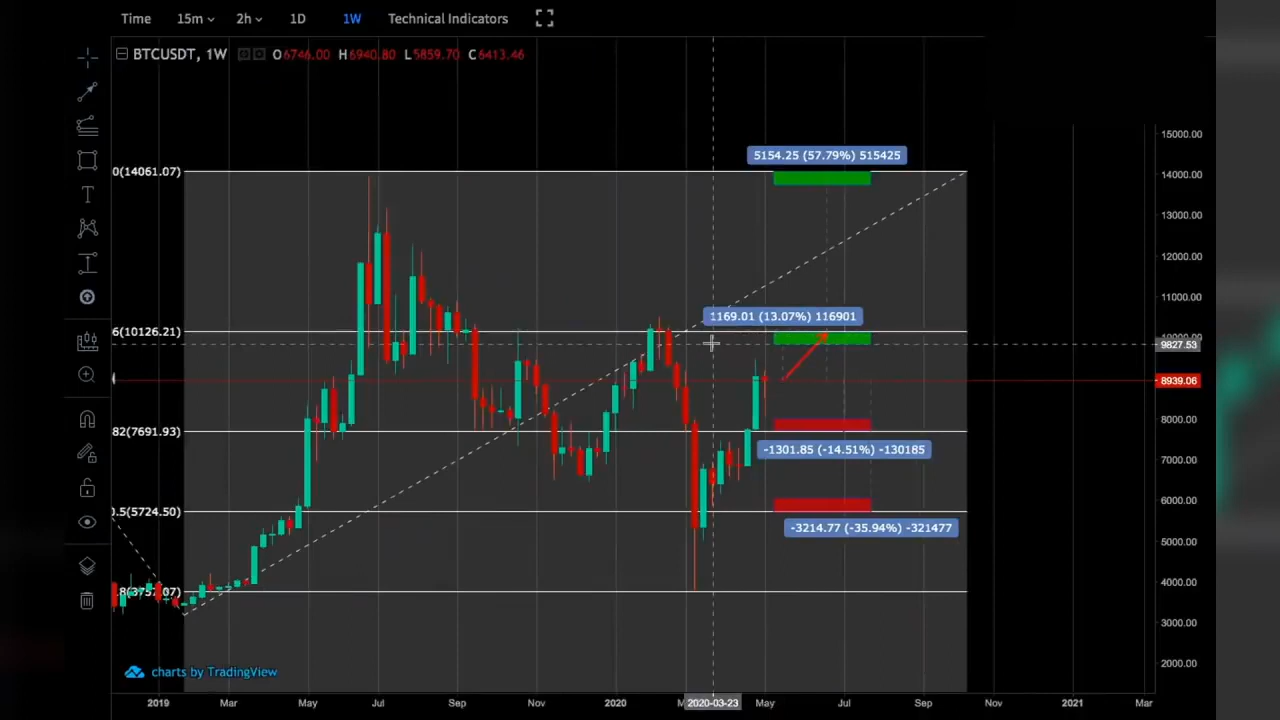 Time 15m 2h 1D 1W Technical Indicators
BTCUSDT, 1W O6746.00 H6940.80 L5859.70 C6413.46
15000.00
5154.25 (57.79%) 515425
0(14061.07)
14000.00
13000.00
12000.00
11000.00
1169.01 (13.07%) 116901
6(10126.21)
9827.53
8939.06
8000.00
82(7691.93)
-1301.85 (-14.51%) -130185
7000.00
6000.00
0.5(5724.50)
-3214.77 (-35.94%) -321477
5000.00
4000.00
3000.00
2000.00
charts by TradingView
2019 Mar May Jul Sep Nov 2020 2020-03-23 May Jul Sep Nov 2021 Mar